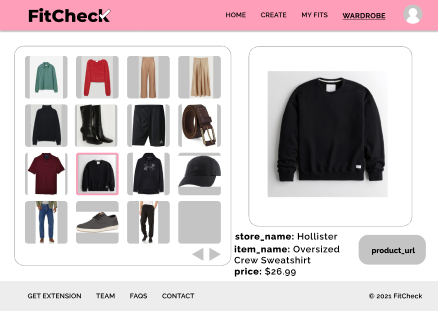 FitCheck
HOME CREATE MY FITS WARDROBE
store_name: Hollister
item_name: Oversized
Crew Sweatshirt
price: $26.99
product_url
GET EXTENSION TEAM FAQS CONTACT © 2021 FitCheck